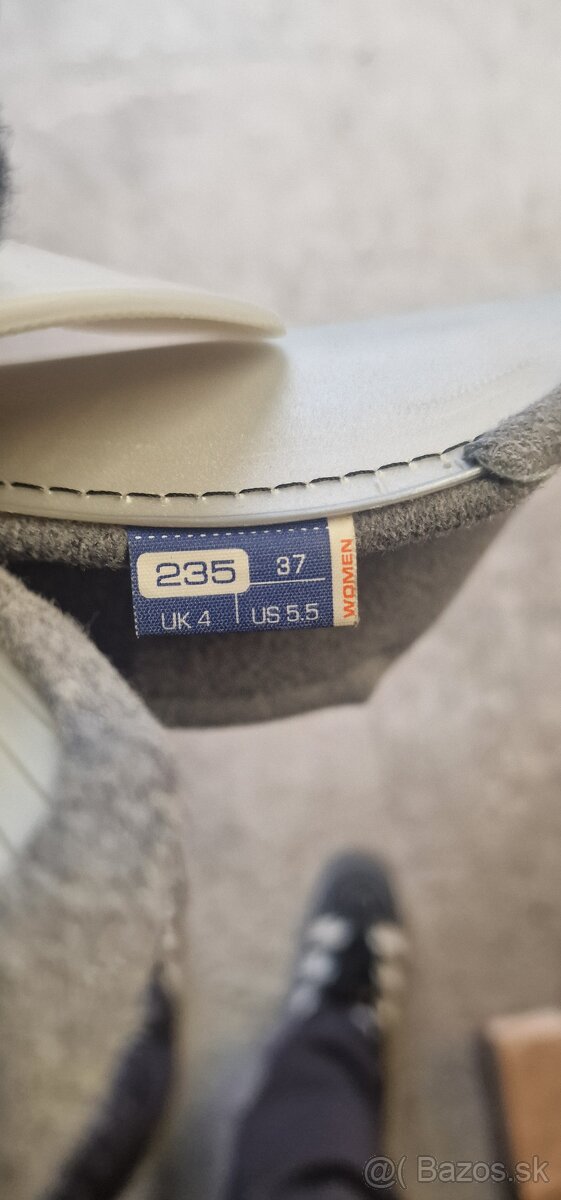 235 37
UK 4 US 5.5
WOMEN
@( Bazos.sk